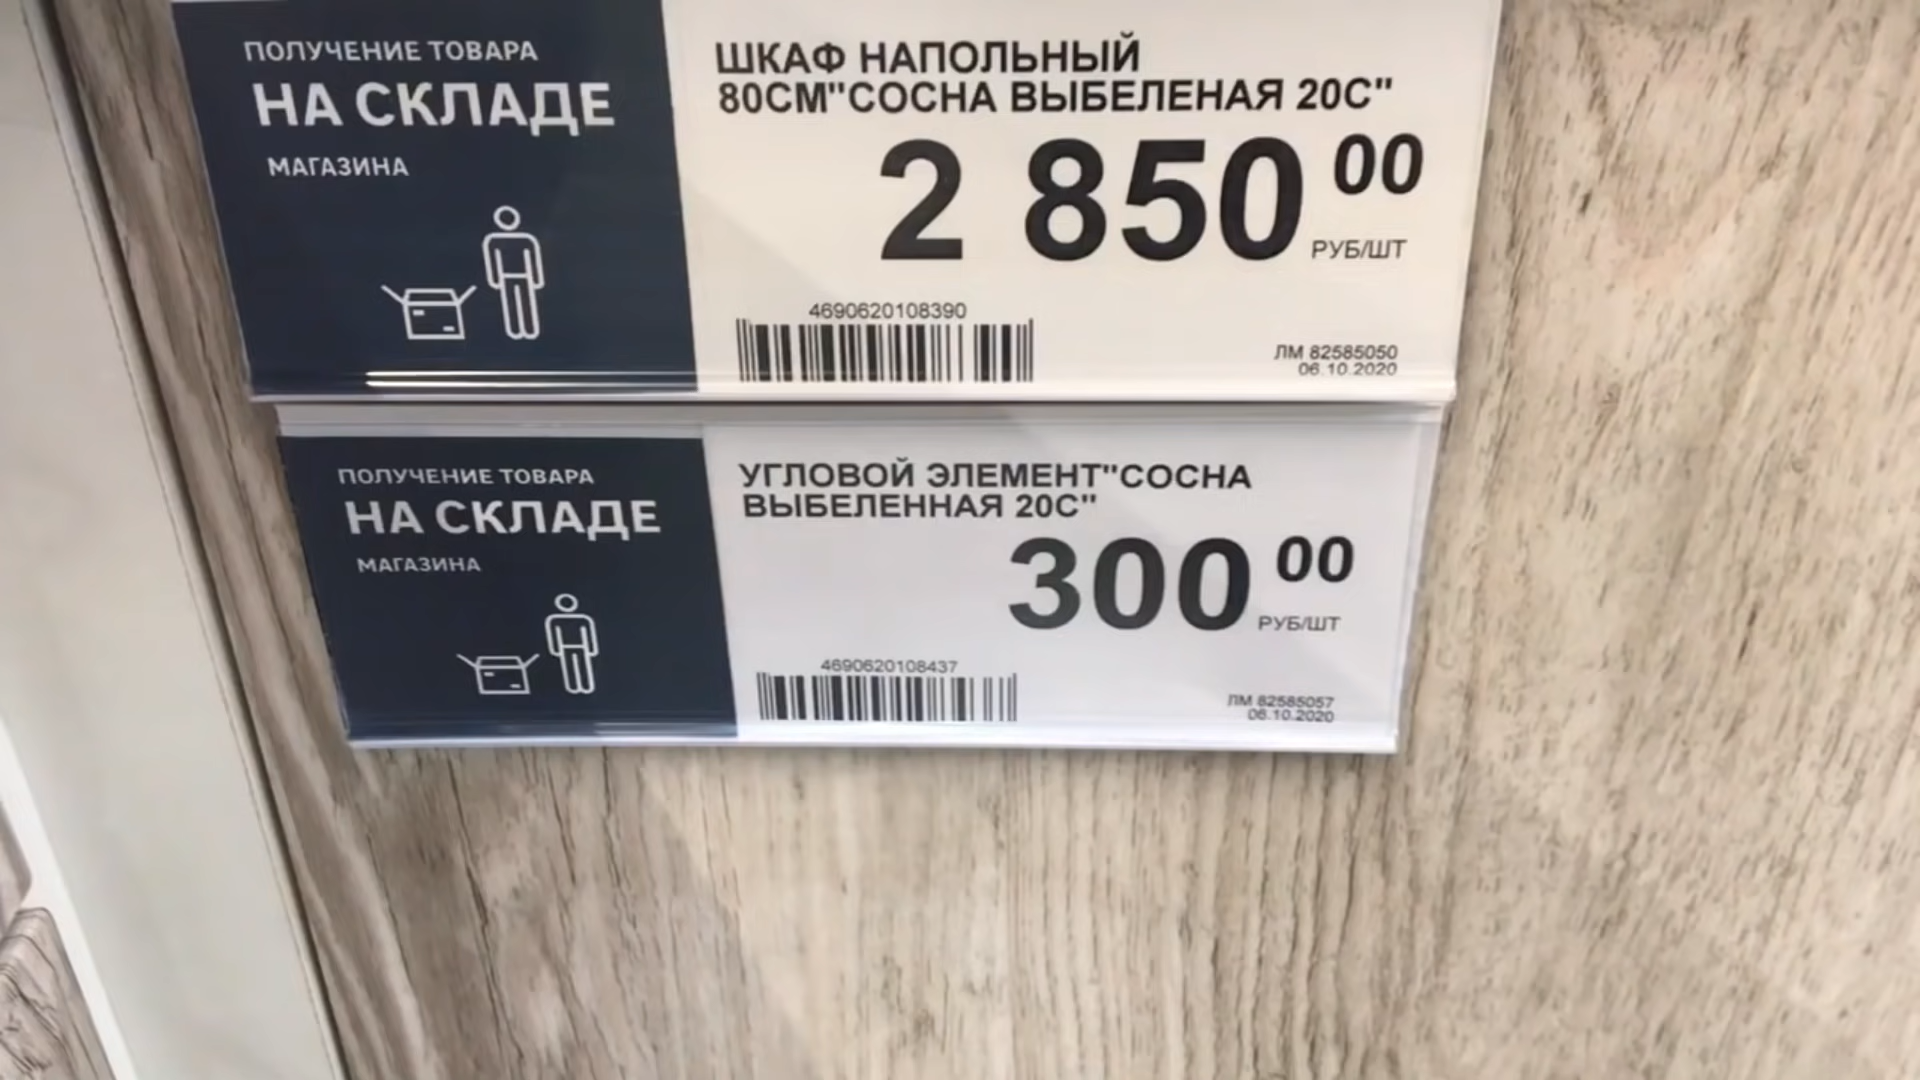 ПОЛУЧЕНИЕ ТОВАРА
НА СКЛАДЕ
МАГАЗИНА
ШКАФ НАПОЛЬНЫЙ
80СМ"СОСНА ВЫБЕЛЕНАЯ 20С"
2 850 00
РУБ/ШТ
4690620108390
ЛМ 82585050
06.10.2020
ПОЛУЧЕНИЕ ТОВАРА
НА СКЛАДЕ
МАГАЗИНА
УГЛОВОЙ ЭЛЕМЕНТ"СОСНА
ВЫБЕЛЕННАЯ 20С"
300 00
РУБ/ШТ
4690620108437
ЛМ 82585057
06.10.2020